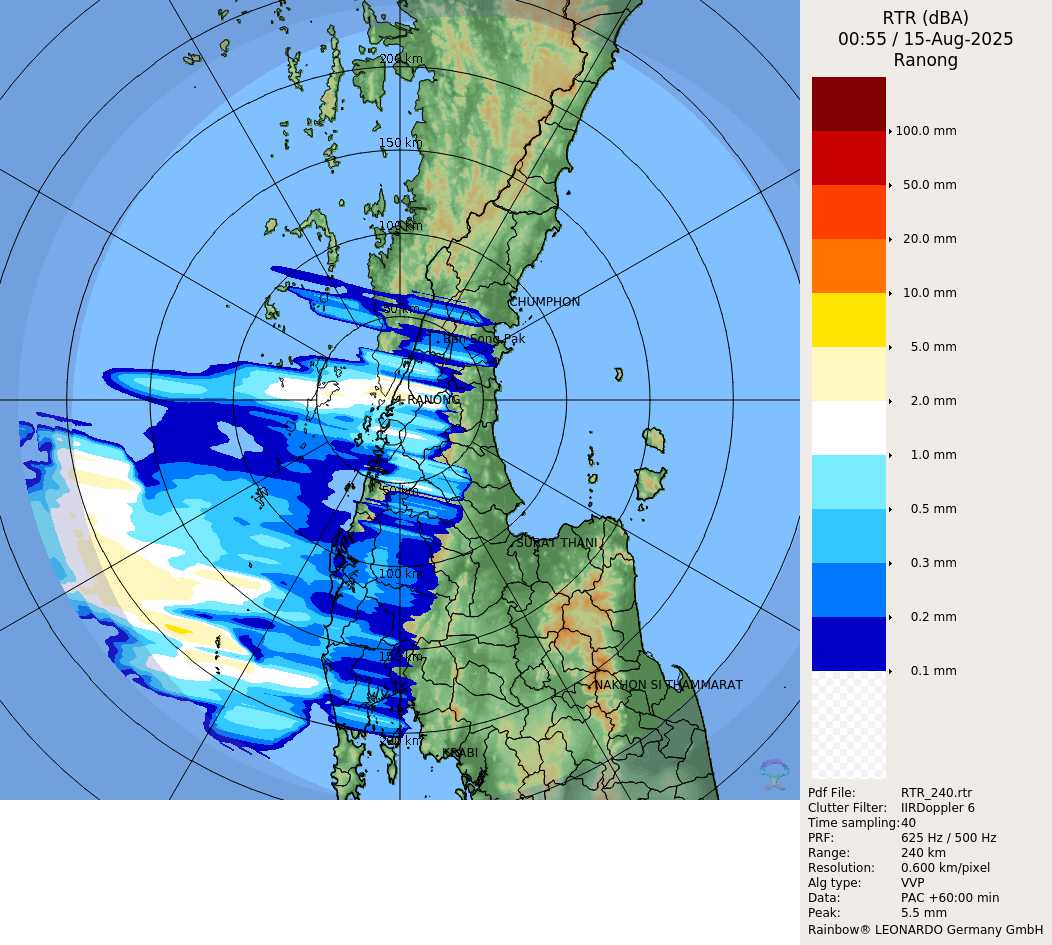 RTR (dBA)
00:55 / 15-Aug-2025
Ranong
200 km
150 km
100 km
50 km
CHUMPHON
Ban Song Pak
RANONG
50 km
SURAT THANI
100 km
150 km
NAKHON SI THAMMARAT
200 km
KRABI
100.0 mm
50.0 mm
20.0 mm
10.0 mm
5.0 mm
2.0 mm
1.0 mm
0.5 mm
0.3 mm
0.2 mm
0.1 mm
Pdf File: RTR_240.rtr
Clutter Filter: IIRDoppler 6
Time sampling: 40
PRF: 625 Hz / 500 Hz
Range: 240 km
Resolution: 0.600 km/pixel
Alg type: VVP
Data: PAC +60:00 min
Peak: 5.5 mm
Rainbow® LEONARDO Germany GmbH